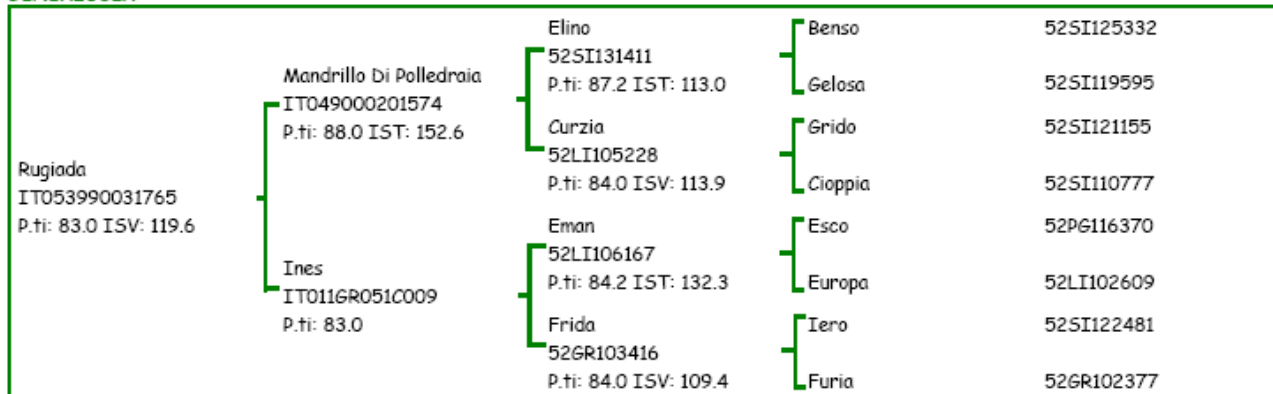 Rugiada
IT053990031765
P.ti: 83.0 ISV: 119.6
Mandrillo Di Polledraia
IT049000201574
P.ti: 88.0 IST: 152.6
Ines
IT011GR051C009
P.ti: 83.0
Elino
52SI131411
P.ti: 87.2 IST: 113.0
Curzia
52LI105228
P.ti: 84.0 ISV: 113.9
Eman
52LI106167
P.ti: 84.2 IST: 132.3
Frida
52GR103416
P.ti: 84.0 ISV: 109.4
Benso 52SI125332
Gelosa 52SI119595
Grido 52SI121155
Cioppia 52SI110777
Esco 52PG116370
Europa 52LI102609
Iero 52SI122481
Furia 52GR102377